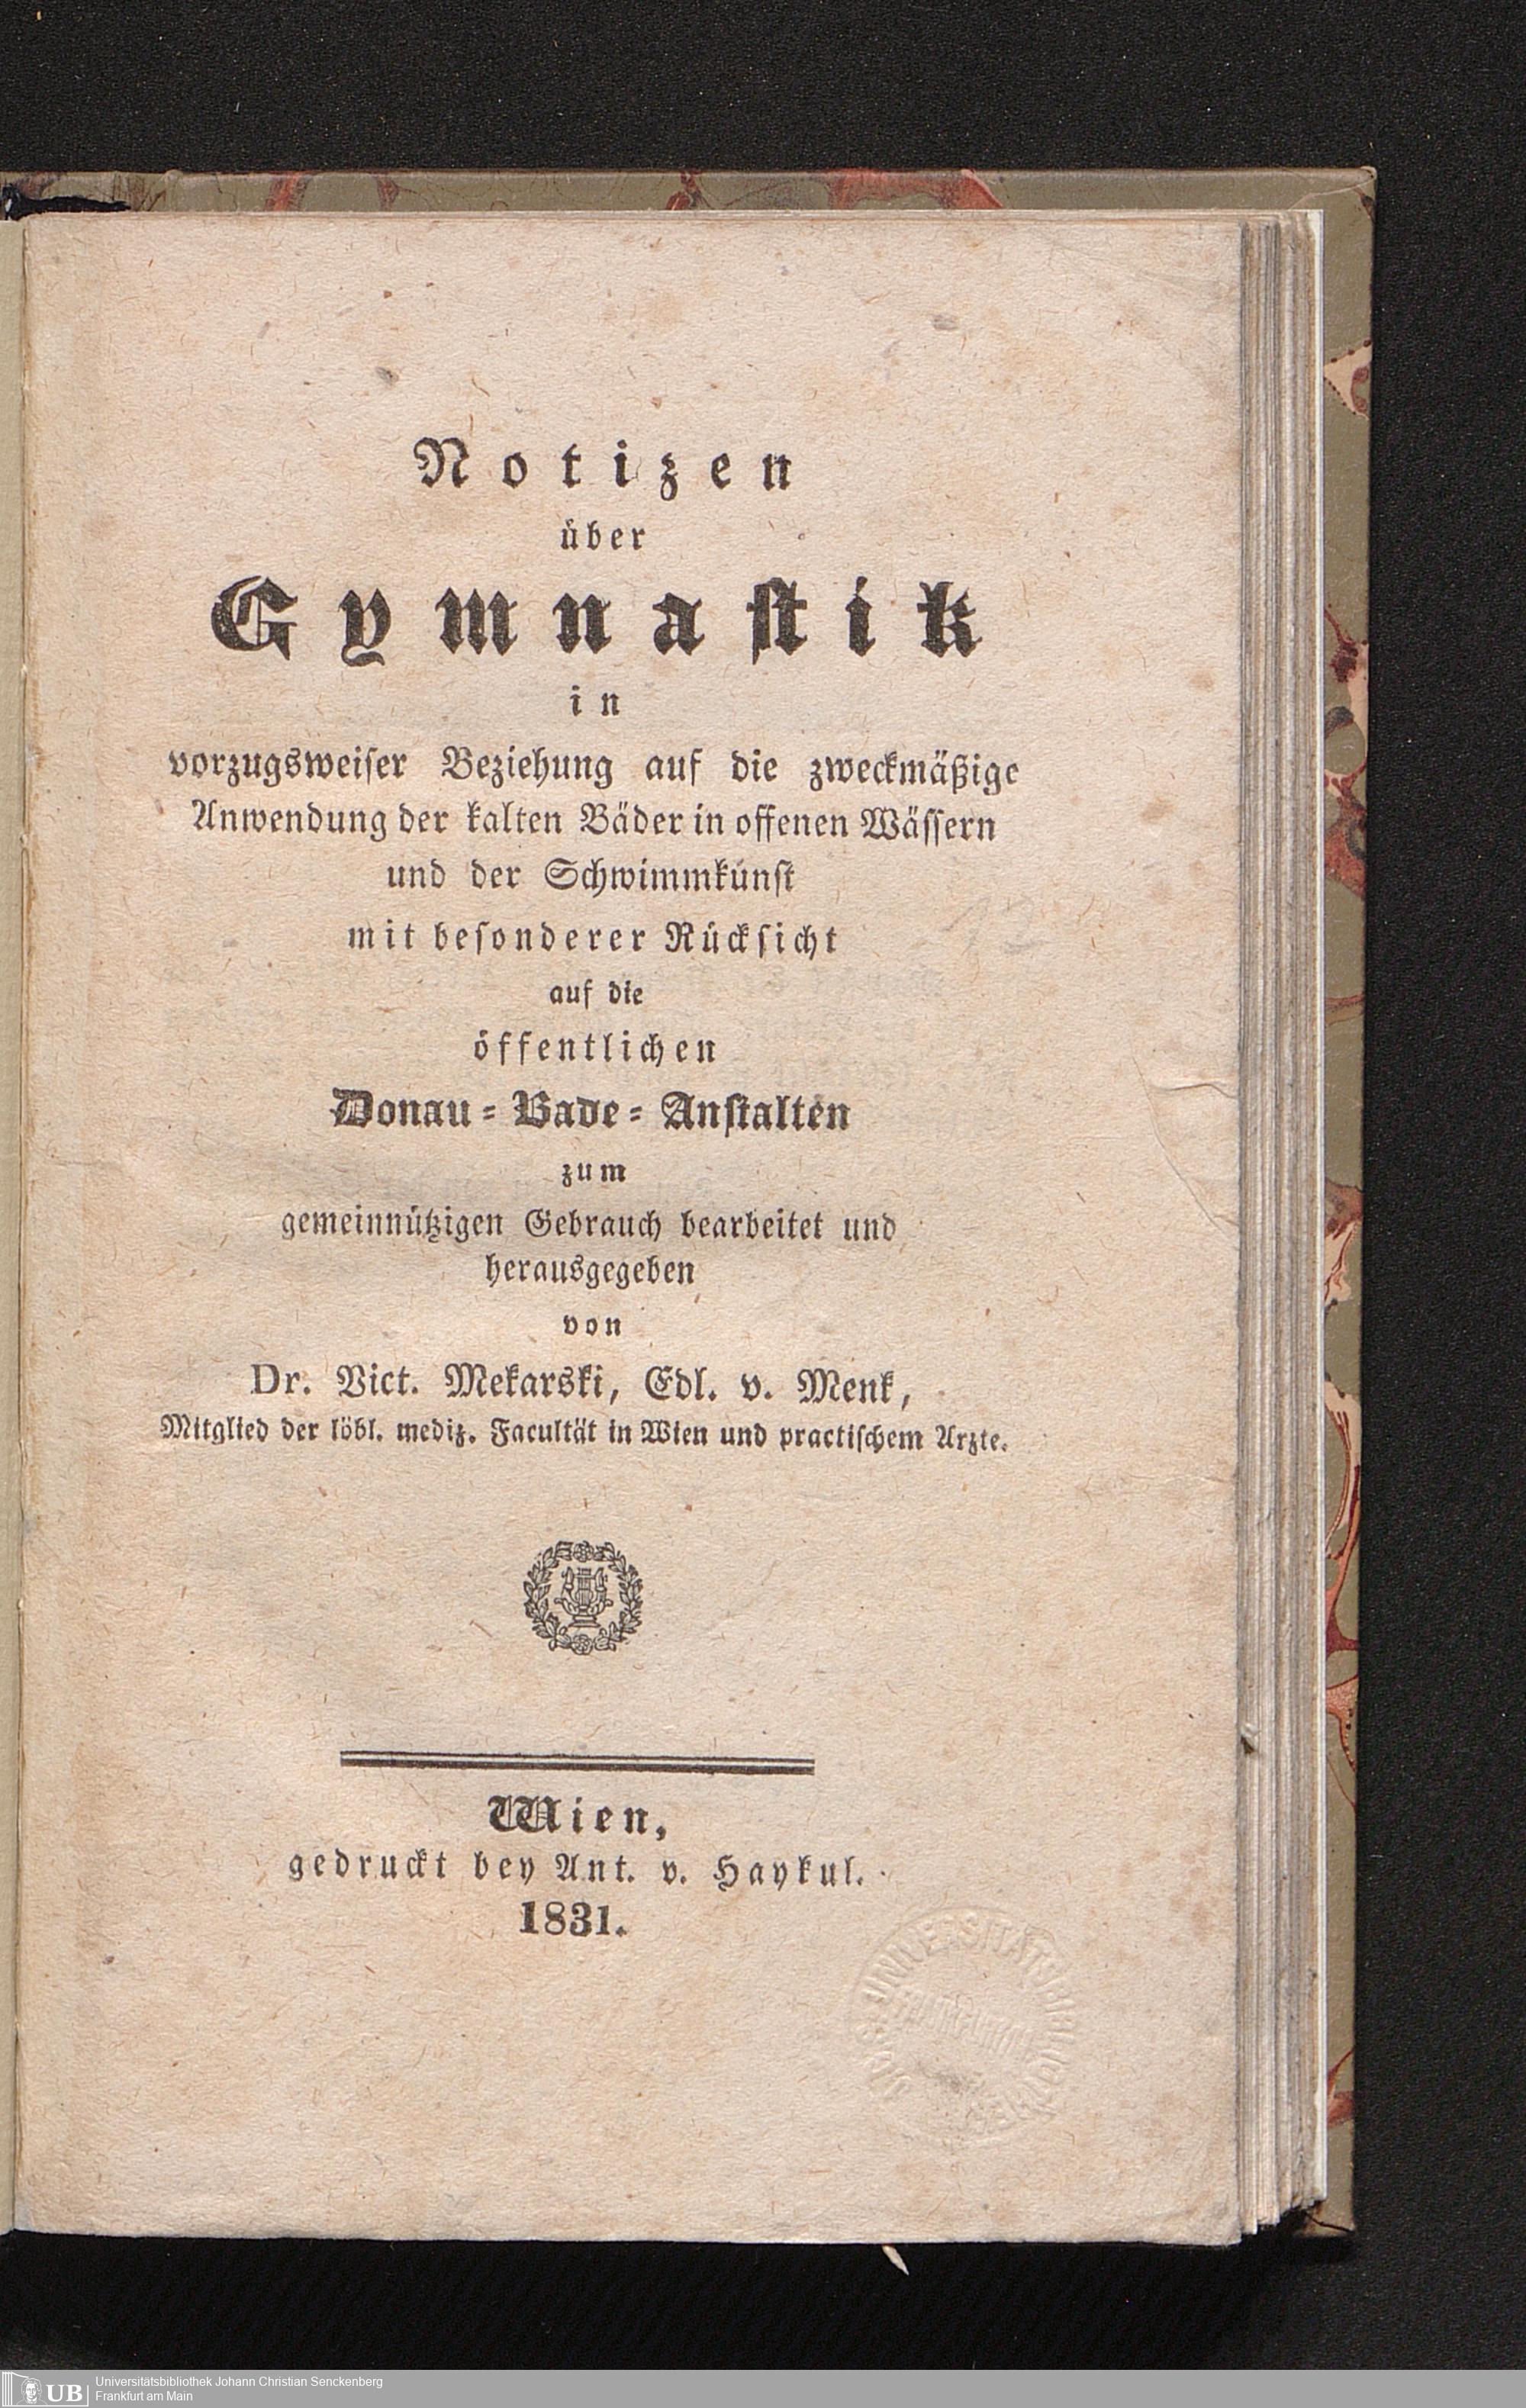 Notizen
über
Gymnastik
in
vorzugsweiser Beziehung auf die zweckmäßige
Anwendung der kalten Bäder in offenen Wässern
und der Schwimmkunst
mit besonderer Rücksicht
auf die
öffentlichen
Donau-Bade-Anstalten
zum
gemeinnützigen Gebrauch bearbeitet und
herausgegeben
von
Dr. Vict. Mekarski, Edl. v. Menk,
Mitglied der löbl. mediz. Facultät in Wien und practischem Arzte.
Wien,
gedruckt bey Ant. v. Haykul.
1831.
UB
Universitätsbibliothek Johann Christian Senckenberg
Frankfurt am Main